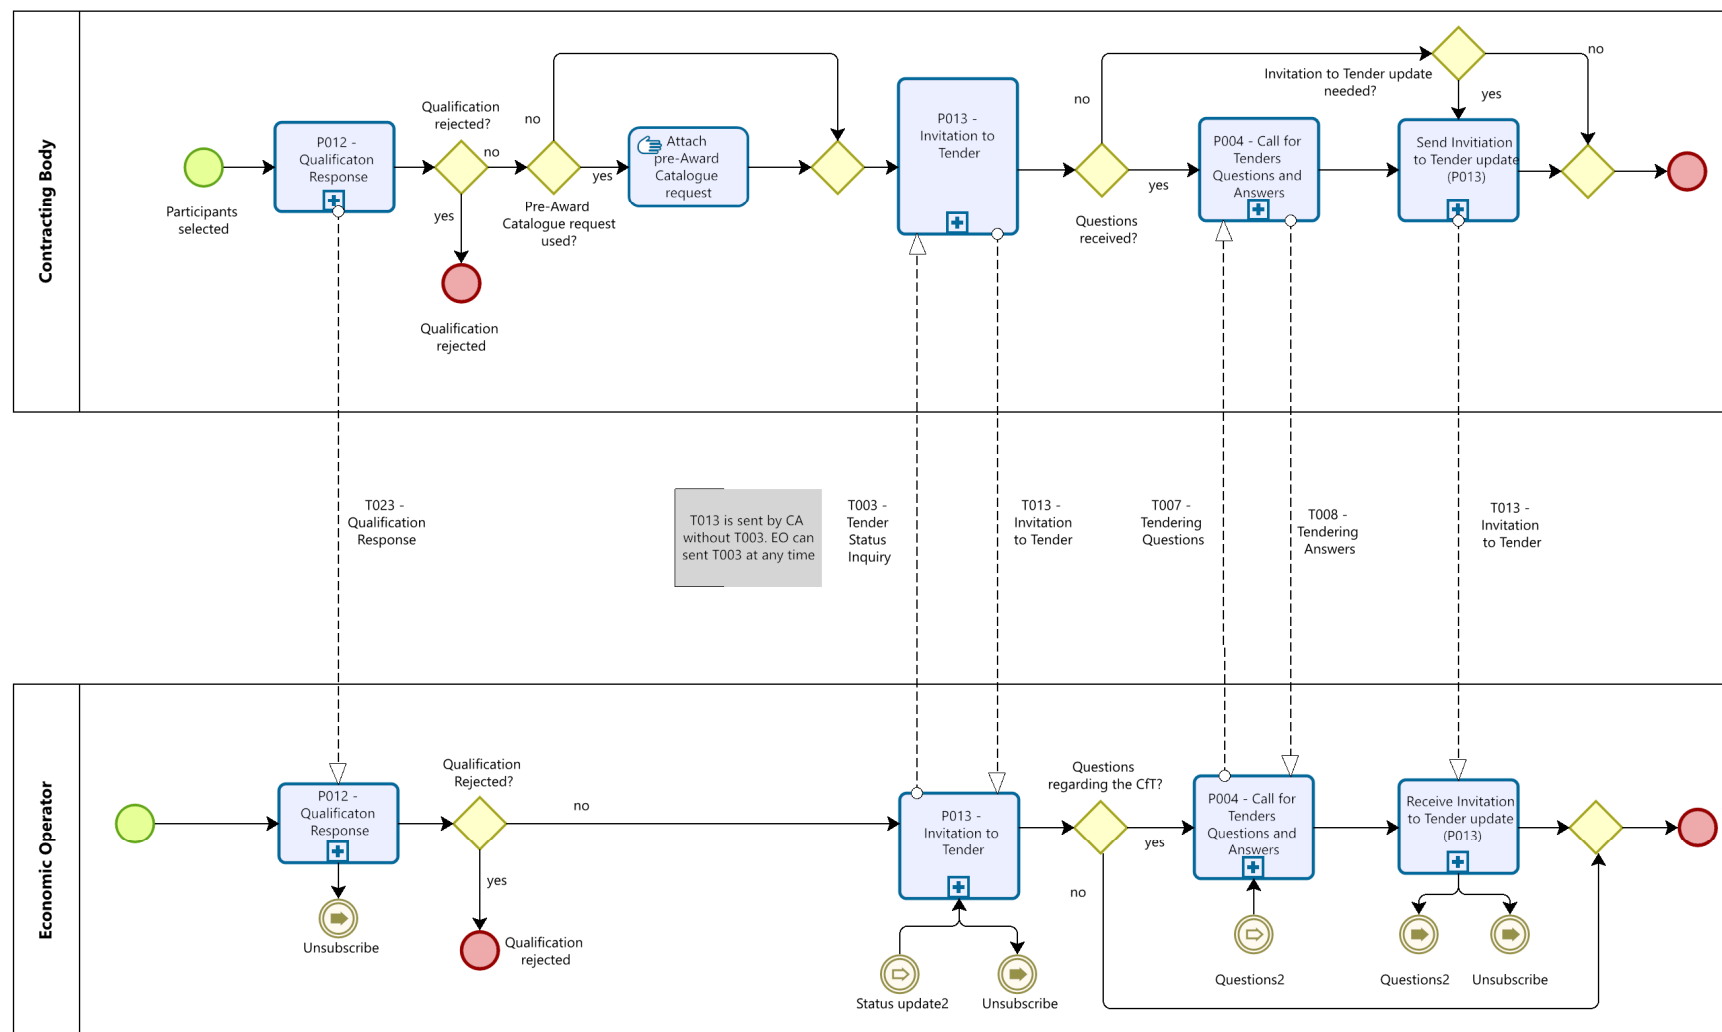 Contracting Body
Participants
selected
P012 -
Qualificaton
Response
Qualification
rejected?
no
yes
Qualification
rejected
no
yes
Pre-Award
Catalogue request
used?
Attach
pre-Award
Catalogue
request
P013 -
Invitation to
Tender
no
yes
Questions
received?
P004 - Call for
Tenders
Questions and
Answers
Invitation to Tender update
needed?
no
yes
Send Invitiation
to Tender update
(P013)
T023 -
Qualification
Response
T013 is sent by CA
without T003. EO can
sent T003 at any time
T003 -
Tender
Status
Inquiry
T013 -
Invitation
to Tender
T007 -
Tendering
Questions
T008 -
Tendering
Answers
T013 -
Invitation
to Tender
Economic Operator
P012 -
Qualificaton
Response
Unsubscribe
Qualification
Rejected?
no
yes
Qualification
rejected
P013 -
Invitation to
Tender
Status update2
Unsubscribe
Questions
regarding the CfT?
yes
no
P004 - Call for
Tenders
Questions and
Answers
Questions2
Receive Invitation
to Tender update
(P013)
Questions2
Unsubscribe